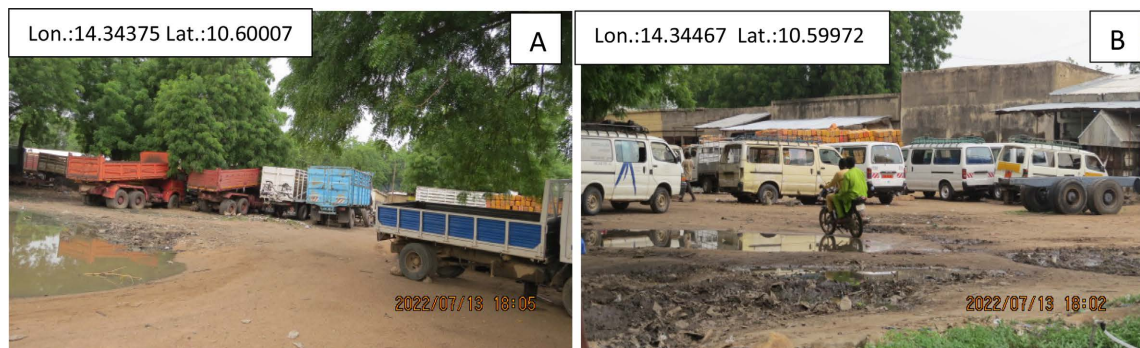 Lon.:14.34375 Lat.:10.60007
A
2022/07/13 18:05
Lon.:14.34467 Lat.:10.59972
B
2022/07/13 18:02